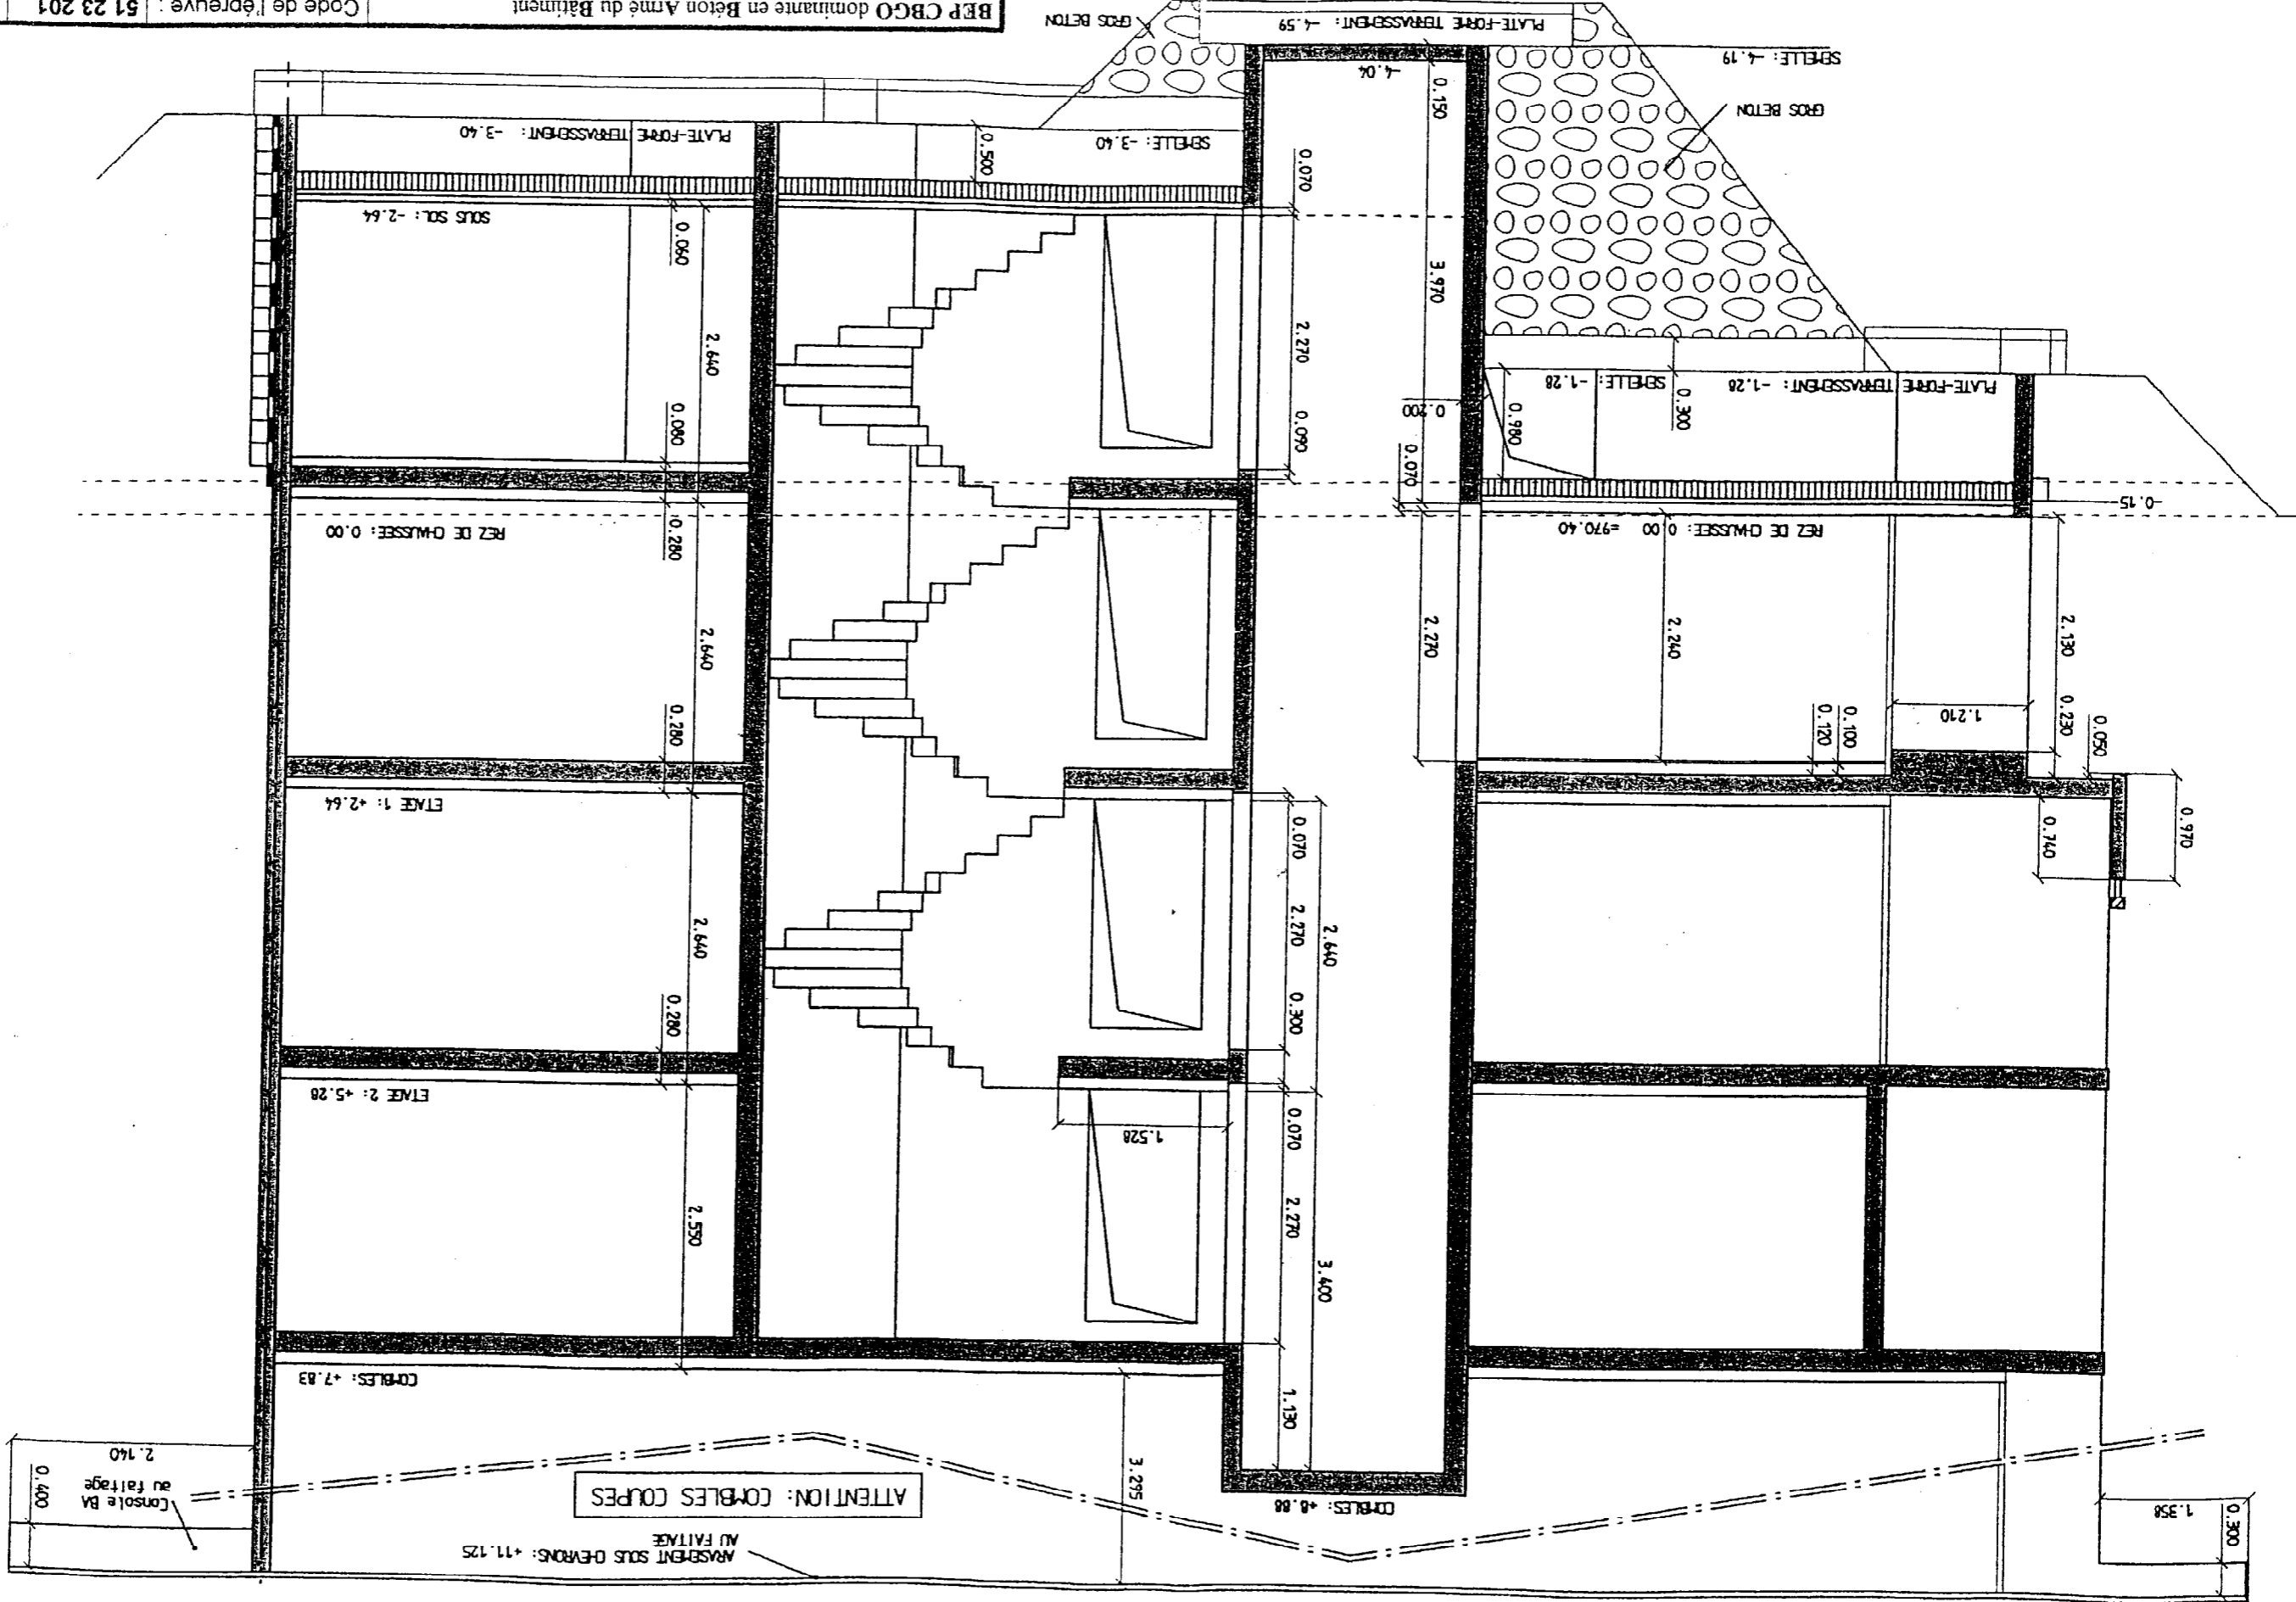 0.300
1.358
ARASEMENT SOUS CHEVRONS: +11.125
AU FAITAGE
0.400
Console BA
au faîtage
2.140
ATTENTION: COMBLES COUPES
COMBLES: +8.88
3.295
1.130
COMBLES: +7.83
3.400
2.270
0.070
1.528
2.550
ETAGE 2: +5.28
0.280
2.640
0.300
2.270
0.070
2.640
ETAGE 1: +2.64
0.970
0.740
0.050
0.230
2.130
1.210
0.100
0.120
2.240
2.270
0.280
2.640
REZ DE CHAUSSEE: 0.00 =970.40
REZ DE CHAUSSEE: 0.00
0.280
-0.15
0.070
0.200
0.980
0.300
0.090
0.080
2.270
2.640
3.970
PLATE-FORME TERRASSEMENT: -1.28
SEMELLE: -1.28
0.060
SOUS SOL: -2.64
0.070
0.500
SEMELLE: -3.40
PLATE-FORME TERRASSEMENT: -3.40
GROS BETON
0.150
-4.04
SEMELLE: -4.19
PLATE-FORME TERRASSEMENT: -4.59
GROS BETON
BEP CBGO dominante en Béton Armé du Bâtiment
Code de l'épreuve : 51 23 201